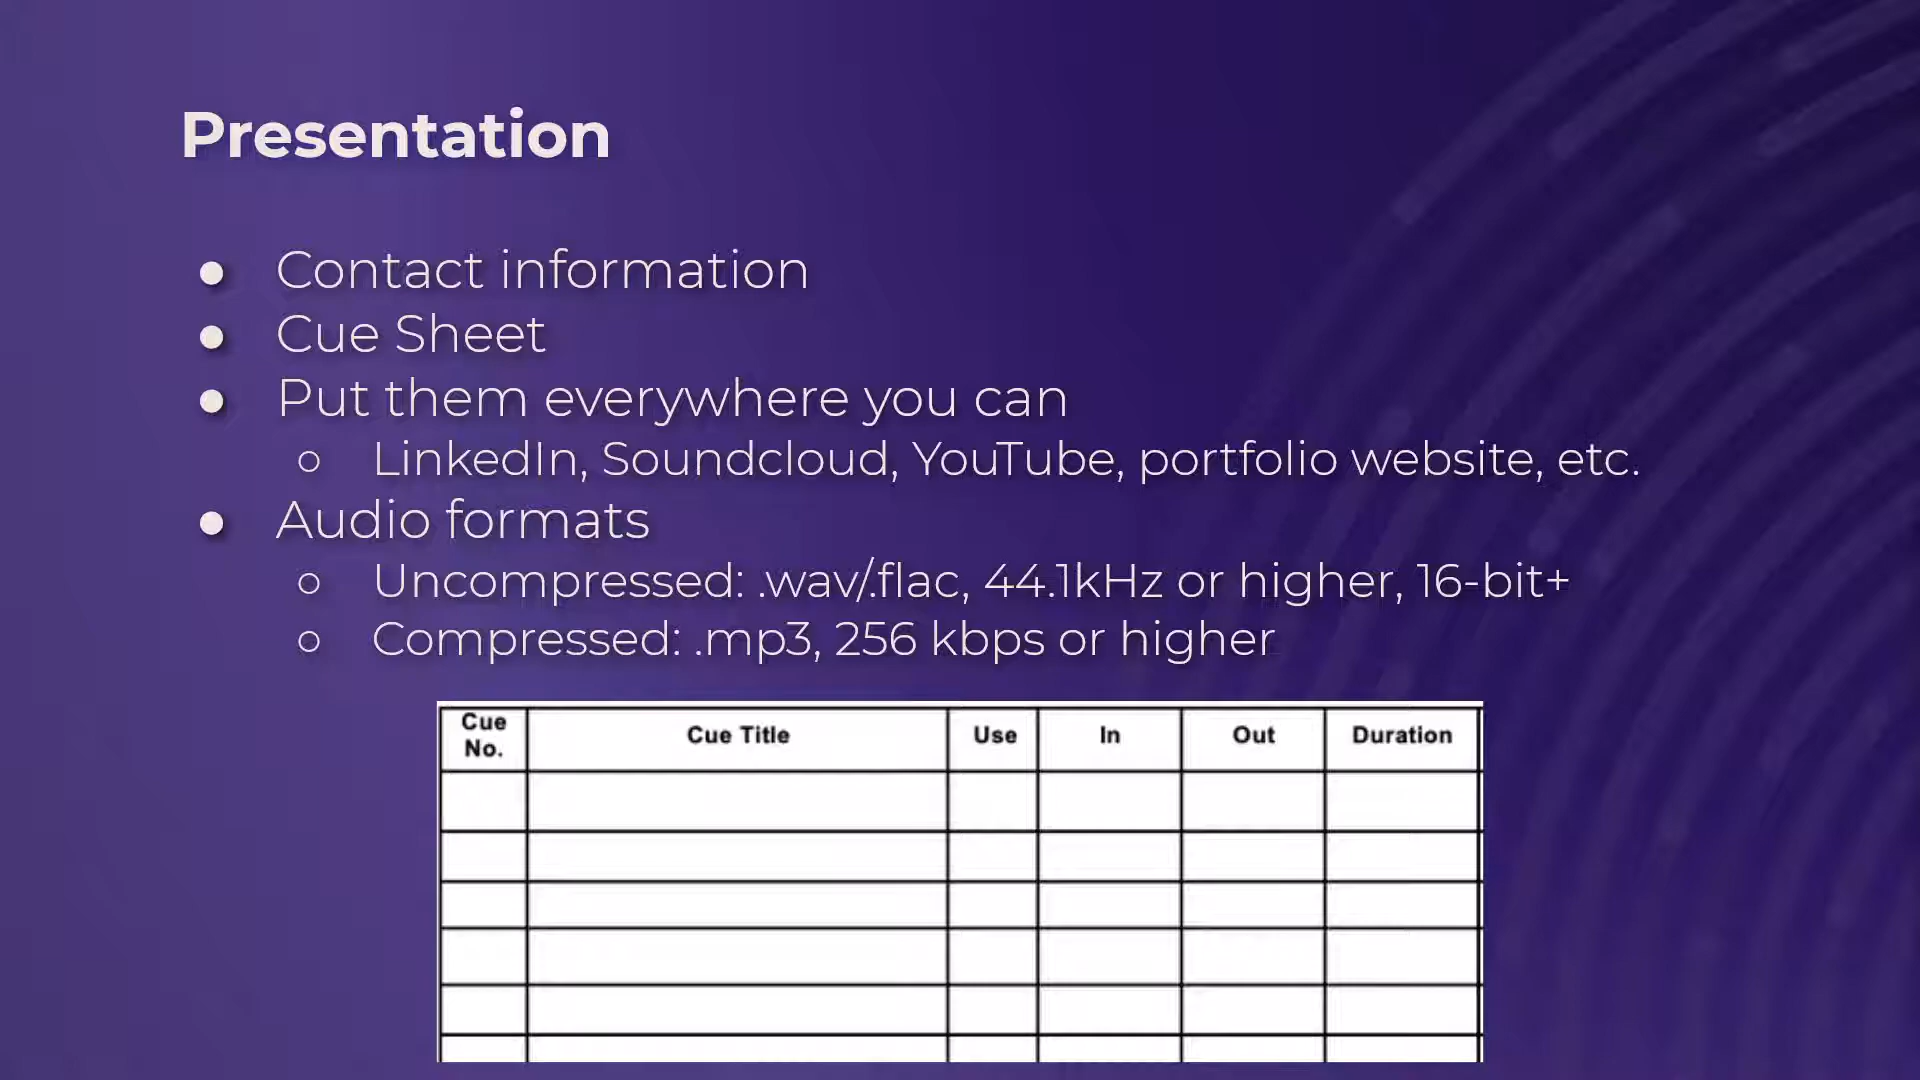 Presentation
● Contact information
● Cue Sheet
● Put them everywhere you can
○ LinkedIn, Soundcloud, YouTube, portfolio website, etc.
● Audio formats
○ Uncompressed: .wav/.flac, 44.1kHz or higher, 16-bit+
○ Compressed: .mp3, 256 kbps or higher
Cue No. Cue Title Use In Out Duration